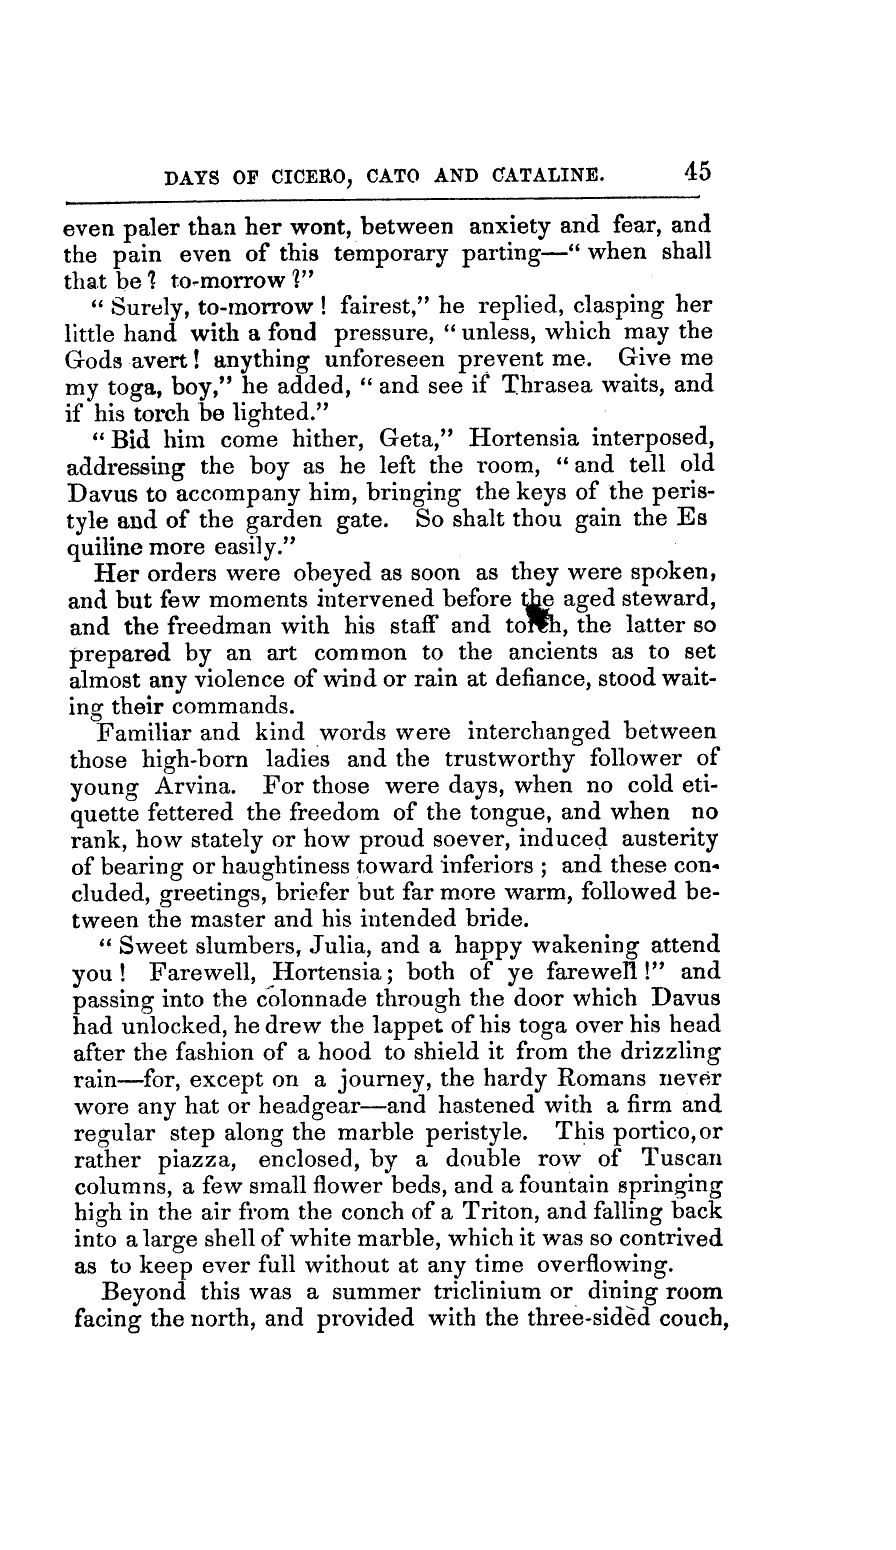 DAYS OF CICERO, CATO AND CATALINE. 45
even paler than her wont, between anxiety and fear, and
the pain even of this temporary parting—“ when shall
that be ? to-morrow ?”
“ Surely, to-morrow ! fairest,” he replied, clasping her
little hand with a fond pressure, “ unless, which may the
Gods avert ! anything unforeseen prevent me. Give me
my toga, boy,” he added, “ and see if Thrasea waits, and
if his torch be lighted.”
“ Bid him come hither, Geta,” Hortensia interposed,
addressing the boy as he left the room, “ and tell old
Davus to accompany him, bringing the keys of the peris-
tyle and of the garden gate. So shalt thou gain the Es
quiline more easily.”
Her orders were obeyed as soon as they were spoken,
and but few moments intervened before the aged steward,
and the freedman with his staff and torch, the latter so
prepared by an art common to the ancients as to set
almost any violence of wind or rain at defiance, stood wait-
ing their commands.
Familiar and kind words were interchanged between
those high-born ladies and the trustworthy follower of
young Arvina. For those were days, when no cold eti-
quette fettered the freedom of the tongue, and when no
rank, how stately or how proud soever, induced austerity
of bearing or haughtiness toward inferiors ; and these con-
cluded, greetings, briefer but far more warm, followed be-
tween the master and his intended bride.
“ Sweet slumbers, Julia, and a happy wakening attend
you ! Farewell, Hortensia ; both of ye farewell !” and
passing into the colonnade through the door which Davus
had unlocked, he drew the lappet of his toga over his head
after the fashion of a hood to shield it from the drizzling
rain—for, except on a journey, the hardy Romans never
wore any hat or headgear—and hastened with a firm and
regular step along the marble peristyle. This portico, or
rather piazza, enclosed, by a double row of Tuscan
columns, a few small flower beds, and a fountain springing
high in the air from the conch of a Triton, and falling back
into a large shell of white marble, which it was so contrived
as to keep ever full without at any time overflowing.
Beyond this was a summer triclinium or dining room
facing the north, and provided with the three-sided couch,